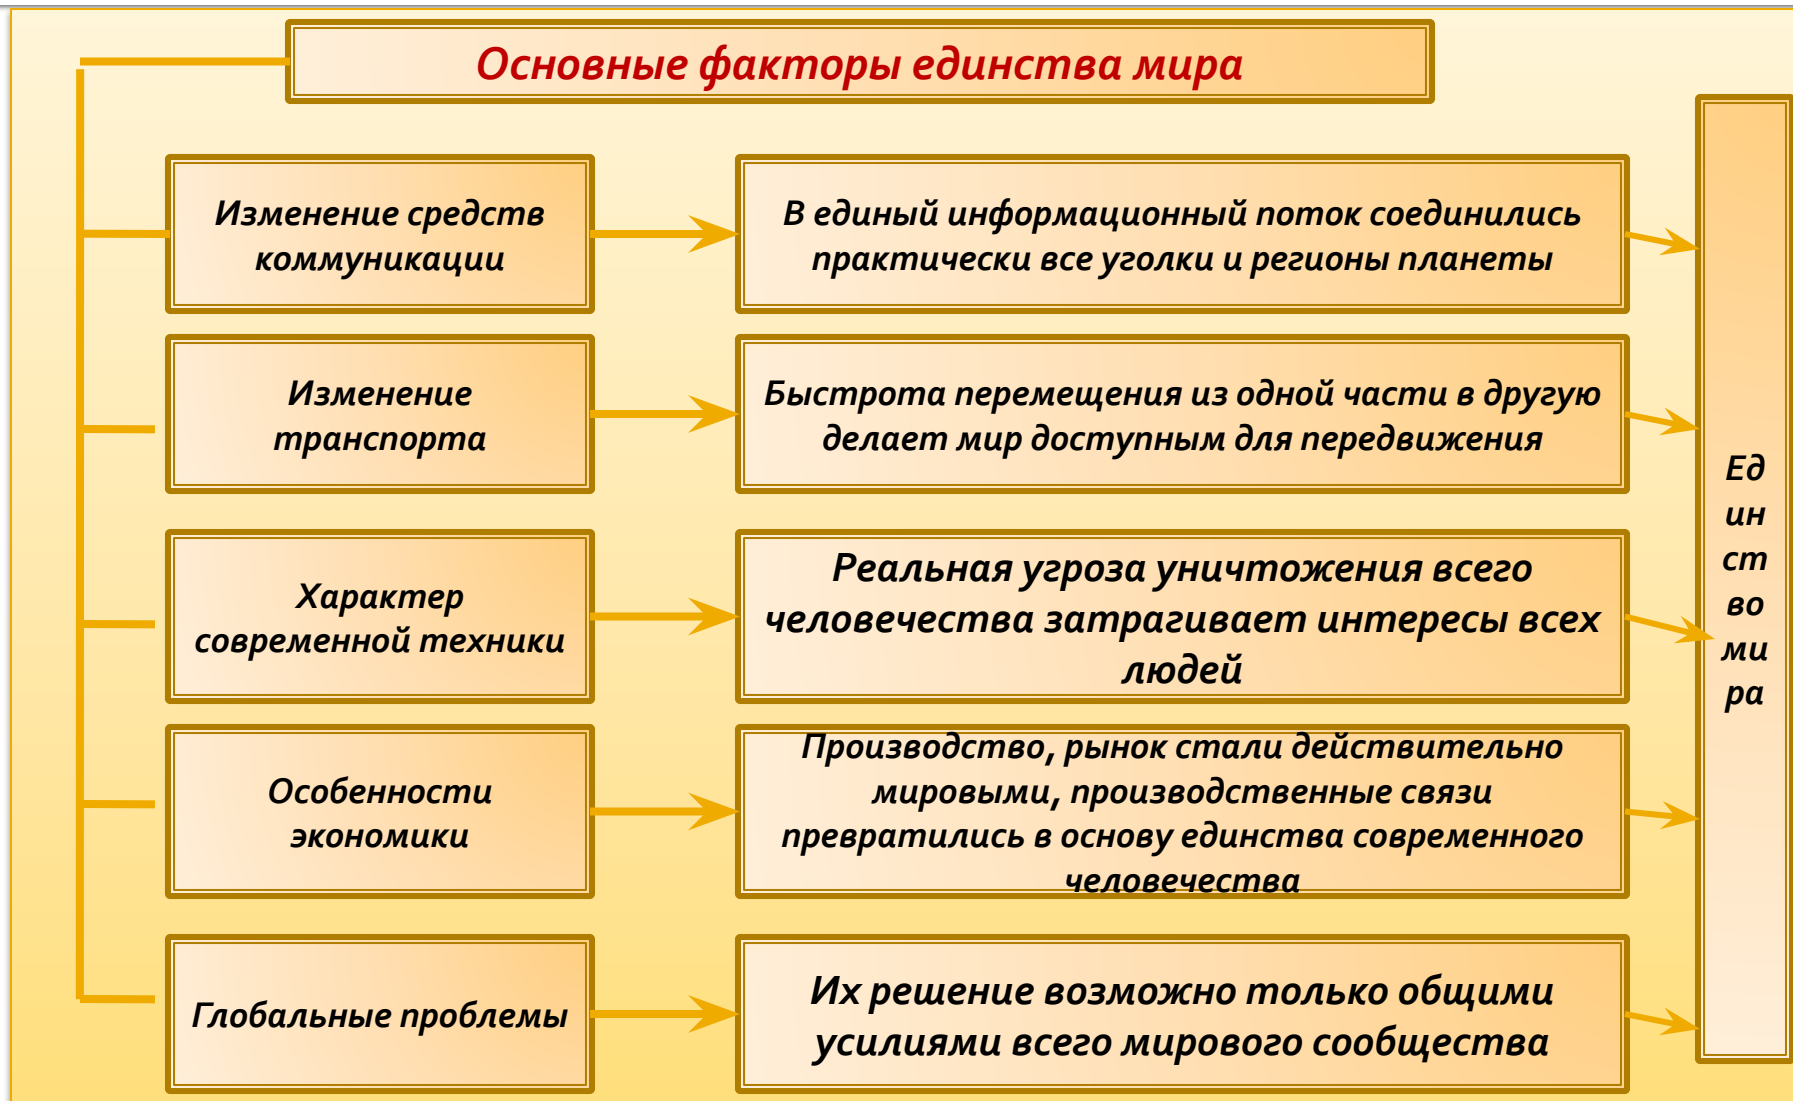 Основные факторы единства мира
Изменение средств
коммуникации
В единый информационный поток соединились
практически все уголки и регионы планеты
Изменение
транспорта
Быстрота перемещения из одной части в другую
делает мир доступным для передвижения
Характер
современной техники
Реальная угроза уничтожения всего
человечества затрагивает интересы всех
людей
Особенности
экономики
Производство, рынок стали действительно
мировыми, производственные связи
превратились в основу единства современного
человечества
Глобальные проблемы
Их решение возможно только общими
усилиями всего мирового сообщества
Ед
ин
ст
во
ми
ра